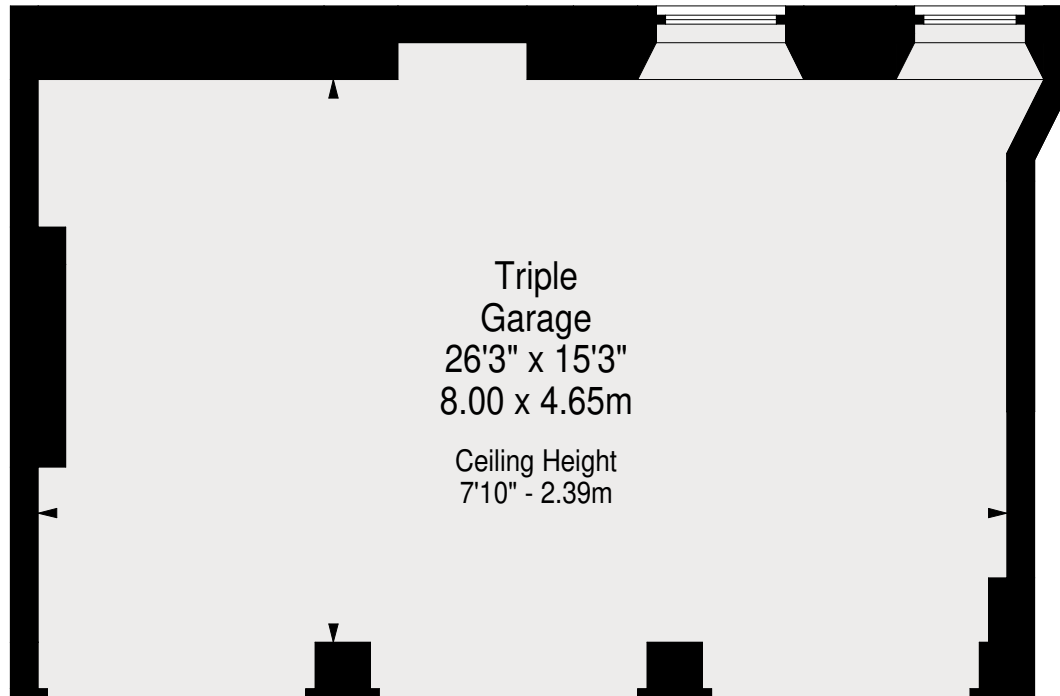 Triple
Garage
26'3" x 15'3"
8.00 x 4.65m
Ceiling Height
7'10" - 2.39m